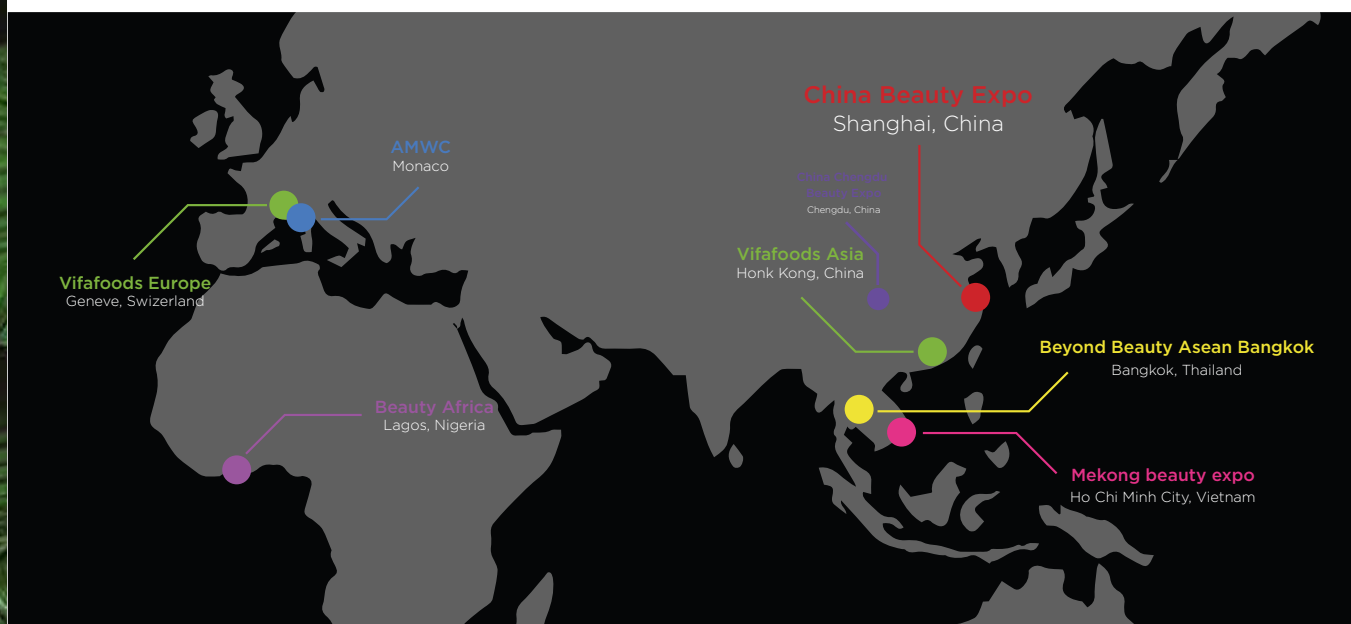 China Beauty Expo
Shanghai, China
AMWC
Monaco
Chengdu, China
Vifafoods Asia
Honk Kong, China
Vifafoods Europe
Geneve, Swizerland
Beyond Beauty Asean Bangkok
Bangkok, Thailand
Beauty Africa
Lagos, Nigeria
Mekong beauty expo
Ho Chi Minh City, Vietnam